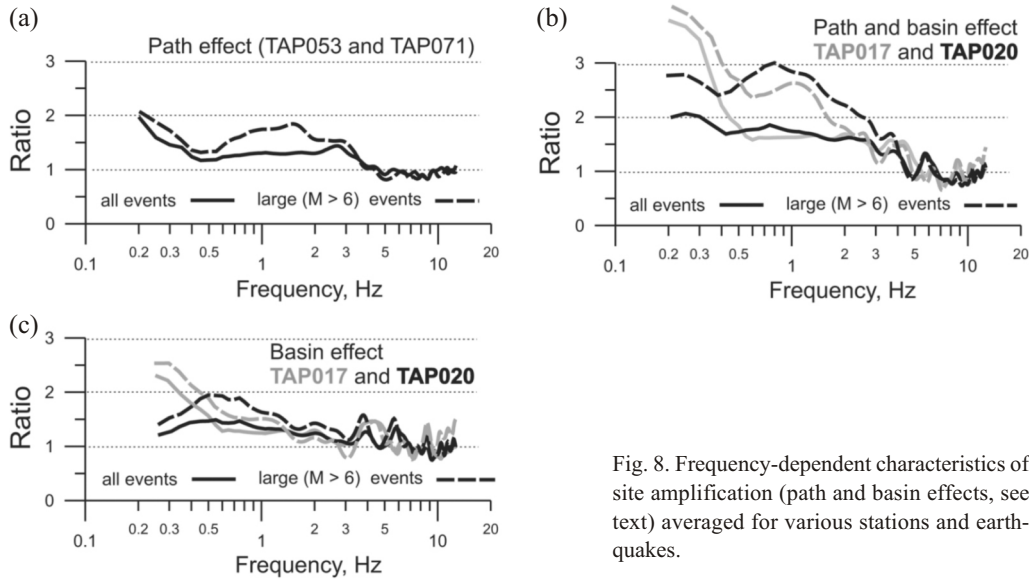 (a)
Path effect (TAP053 and TAP071)
3
2
1
0
Ratio
all events
large (M > 6) events
0.1
0.2
0.3
0.5
1
2
5
10
20
Frequency, Hz
(b)
Path and basin effect
TAP017 and TAP020
3
2
1
0
Ratio
all events
large (M > 6) events
0.1
0.2
0.3
0.5
1
2
5
10
20
Frequency, Hz
(c)
Basin effect
TAP017 and TAP020
3
2
1
0
Ratio
all events
large (M > 6) events
0.1
0.2
0.3
0.5
1
2
5
10
20
Frequency, Hz
Fig. 8. Frequency-dependent characteristics of
site amplification (path and basin effects, see
text) averaged for various stations and earth-
quakes.